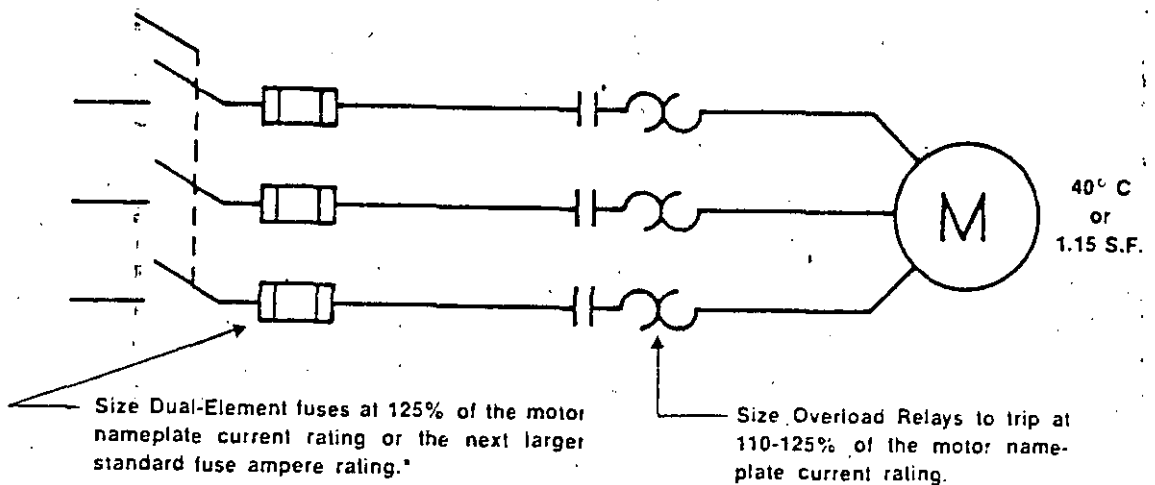 M
40° C
or
1.15 S.F.
Size Dual-Element fuses at 125% of the motor
nameplate current rating or the next larger
standard fuse ampere rating.*
Size Overload Relays to trip at
110-125% of the motor name-
plate current rating.